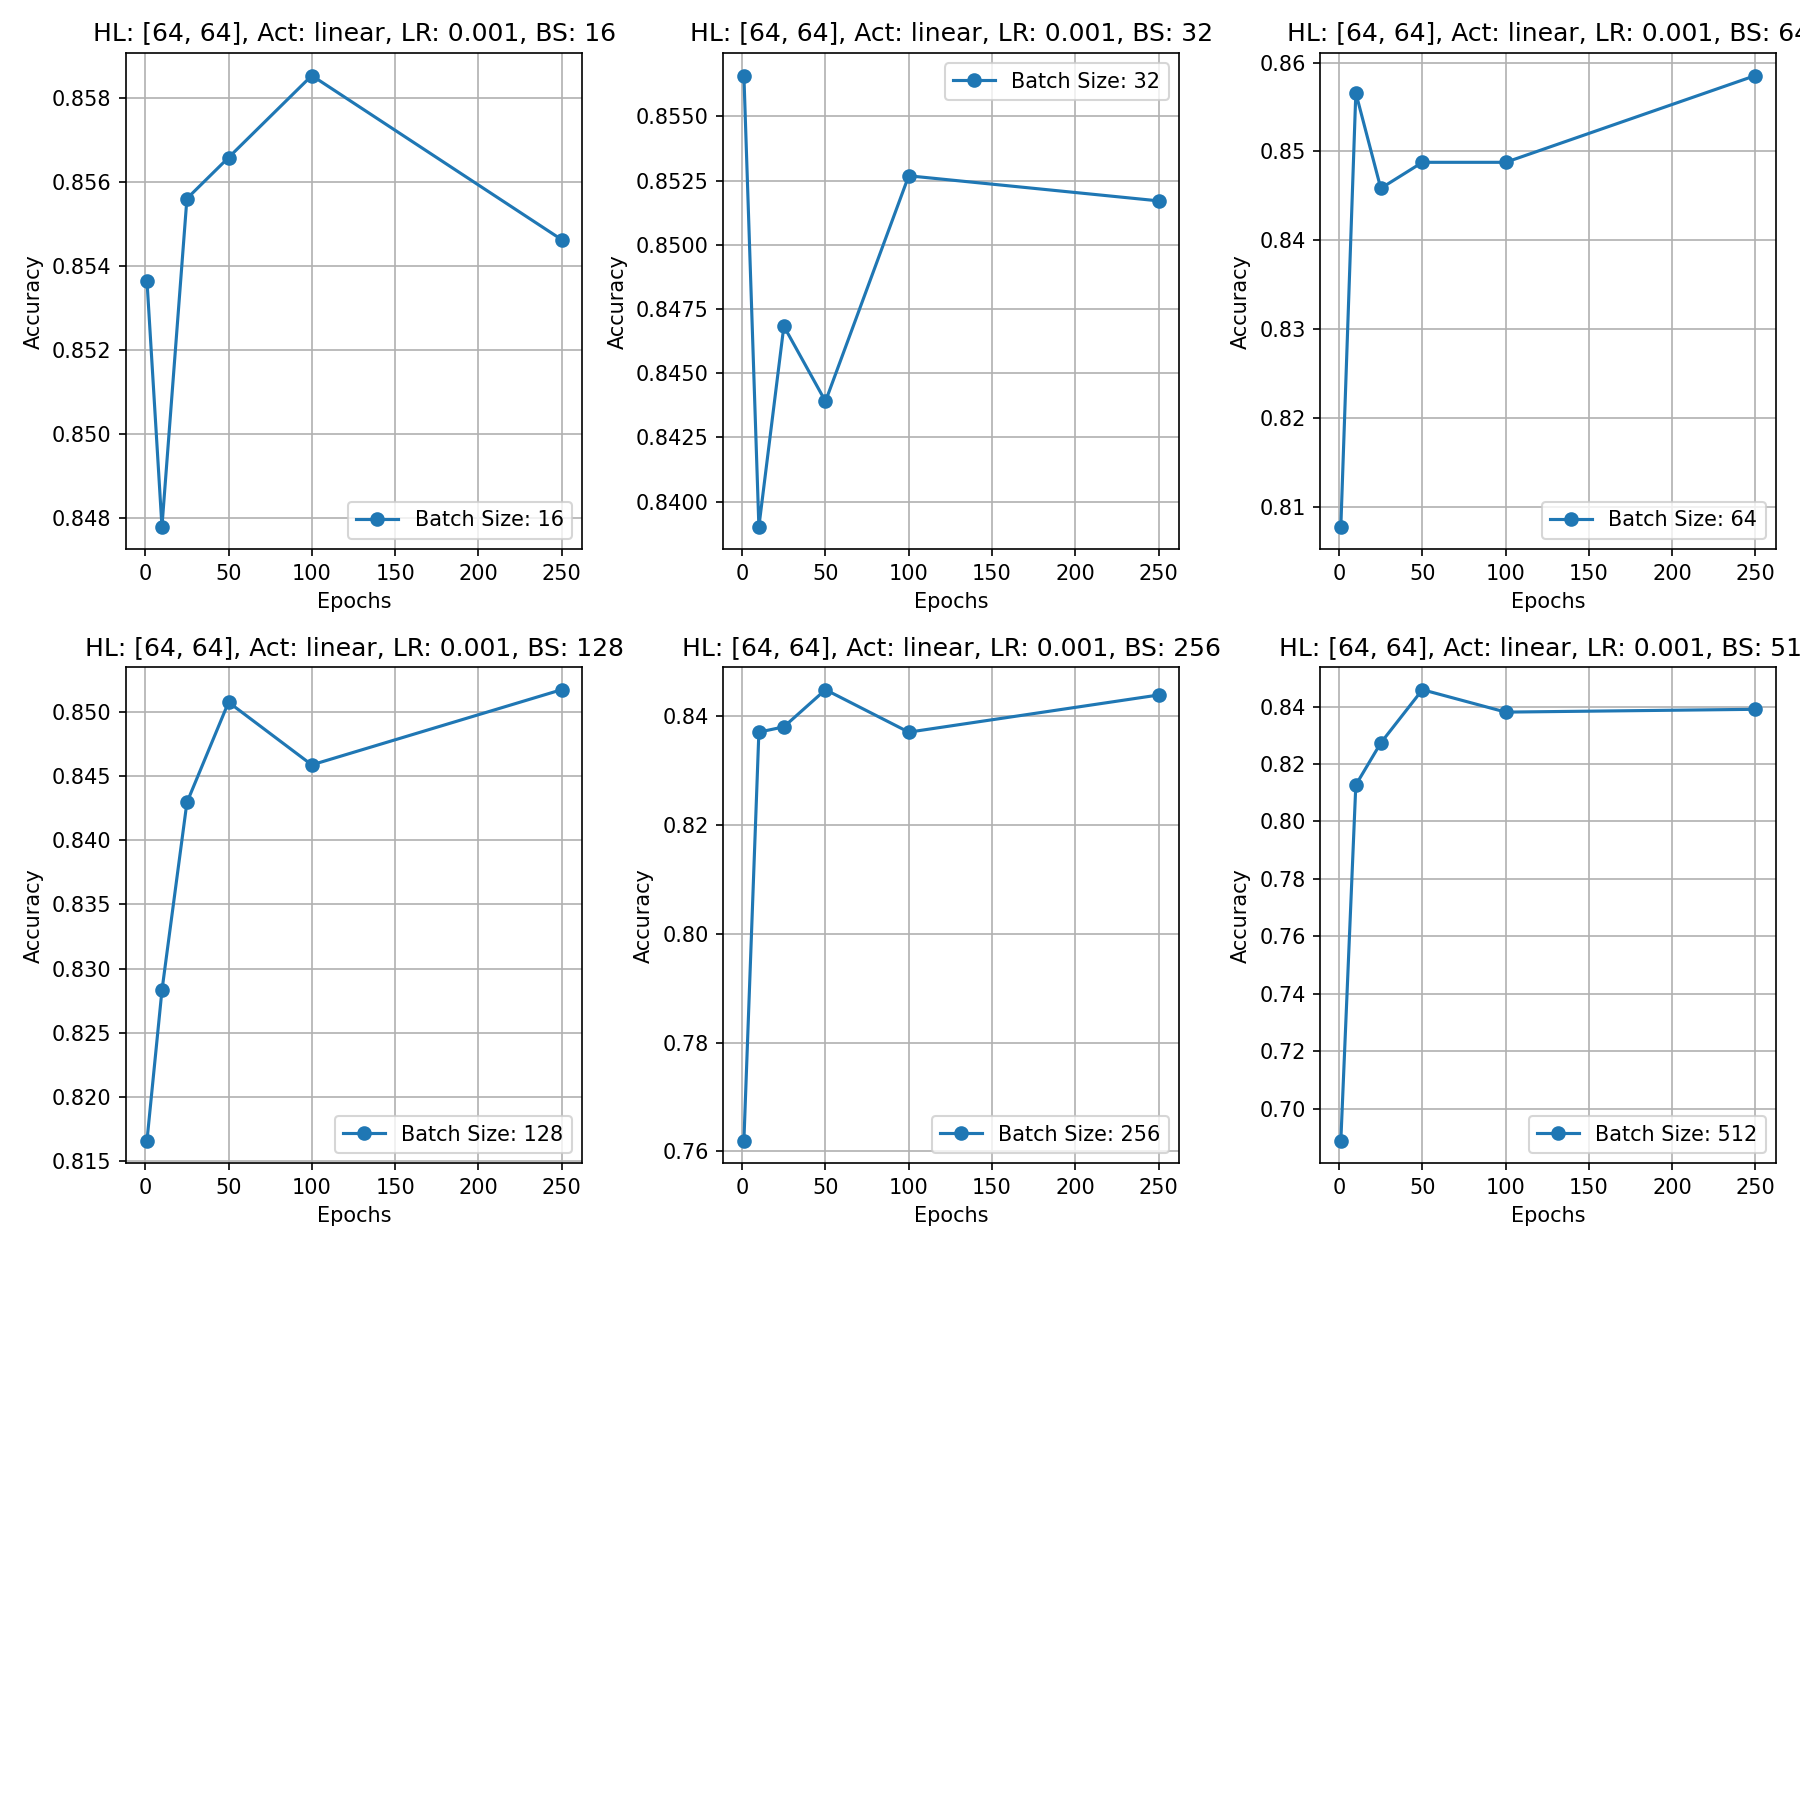 HL: [64, 64], Act: linear, LR: 0.001, BS: 16
0.858
0.856
0.854
0.852
0.850
0.848
Accuracy
Batch Size: 16
0 50 100 150 200 250
Epochs
HL: [64, 64], Act: linear, LR: 0.001, BS: 32
0.8550
0.8525
0.8500
0.8475
0.8450
0.8425
0.8400
Accuracy
Batch Size: 32
0 50 100 150 200 250
Epochs
HL: [64, 64], Act: linear, LR: 0.001, BS: 64
0.86
0.85
0.84
0.83
0.82
0.81
Accuracy
Batch Size: 64
0 50 100 150 200 250
Epochs
HL: [64, 64], Act: linear, LR: 0.001, BS: 128
0.850
0.845
0.840
0.835
0.830
0.825
0.820
0.815
Accuracy
Batch Size: 128
0 50 100 150 200 250
Epochs
HL: [64, 64], Act: linear, LR: 0.001, BS: 256
0.84
0.82
0.80
0.78
0.76
Accuracy
Batch Size: 256
0 50 100 150 200 250
Epochs
HL: [64, 64], Act: linear, LR: 0.001, BS: 51
0.84
0.82
0.80
0.78
0.76
0.74
0.72
0.70
Accuracy
Batch Size: 512
0 50 100 150 200 250
Epochs